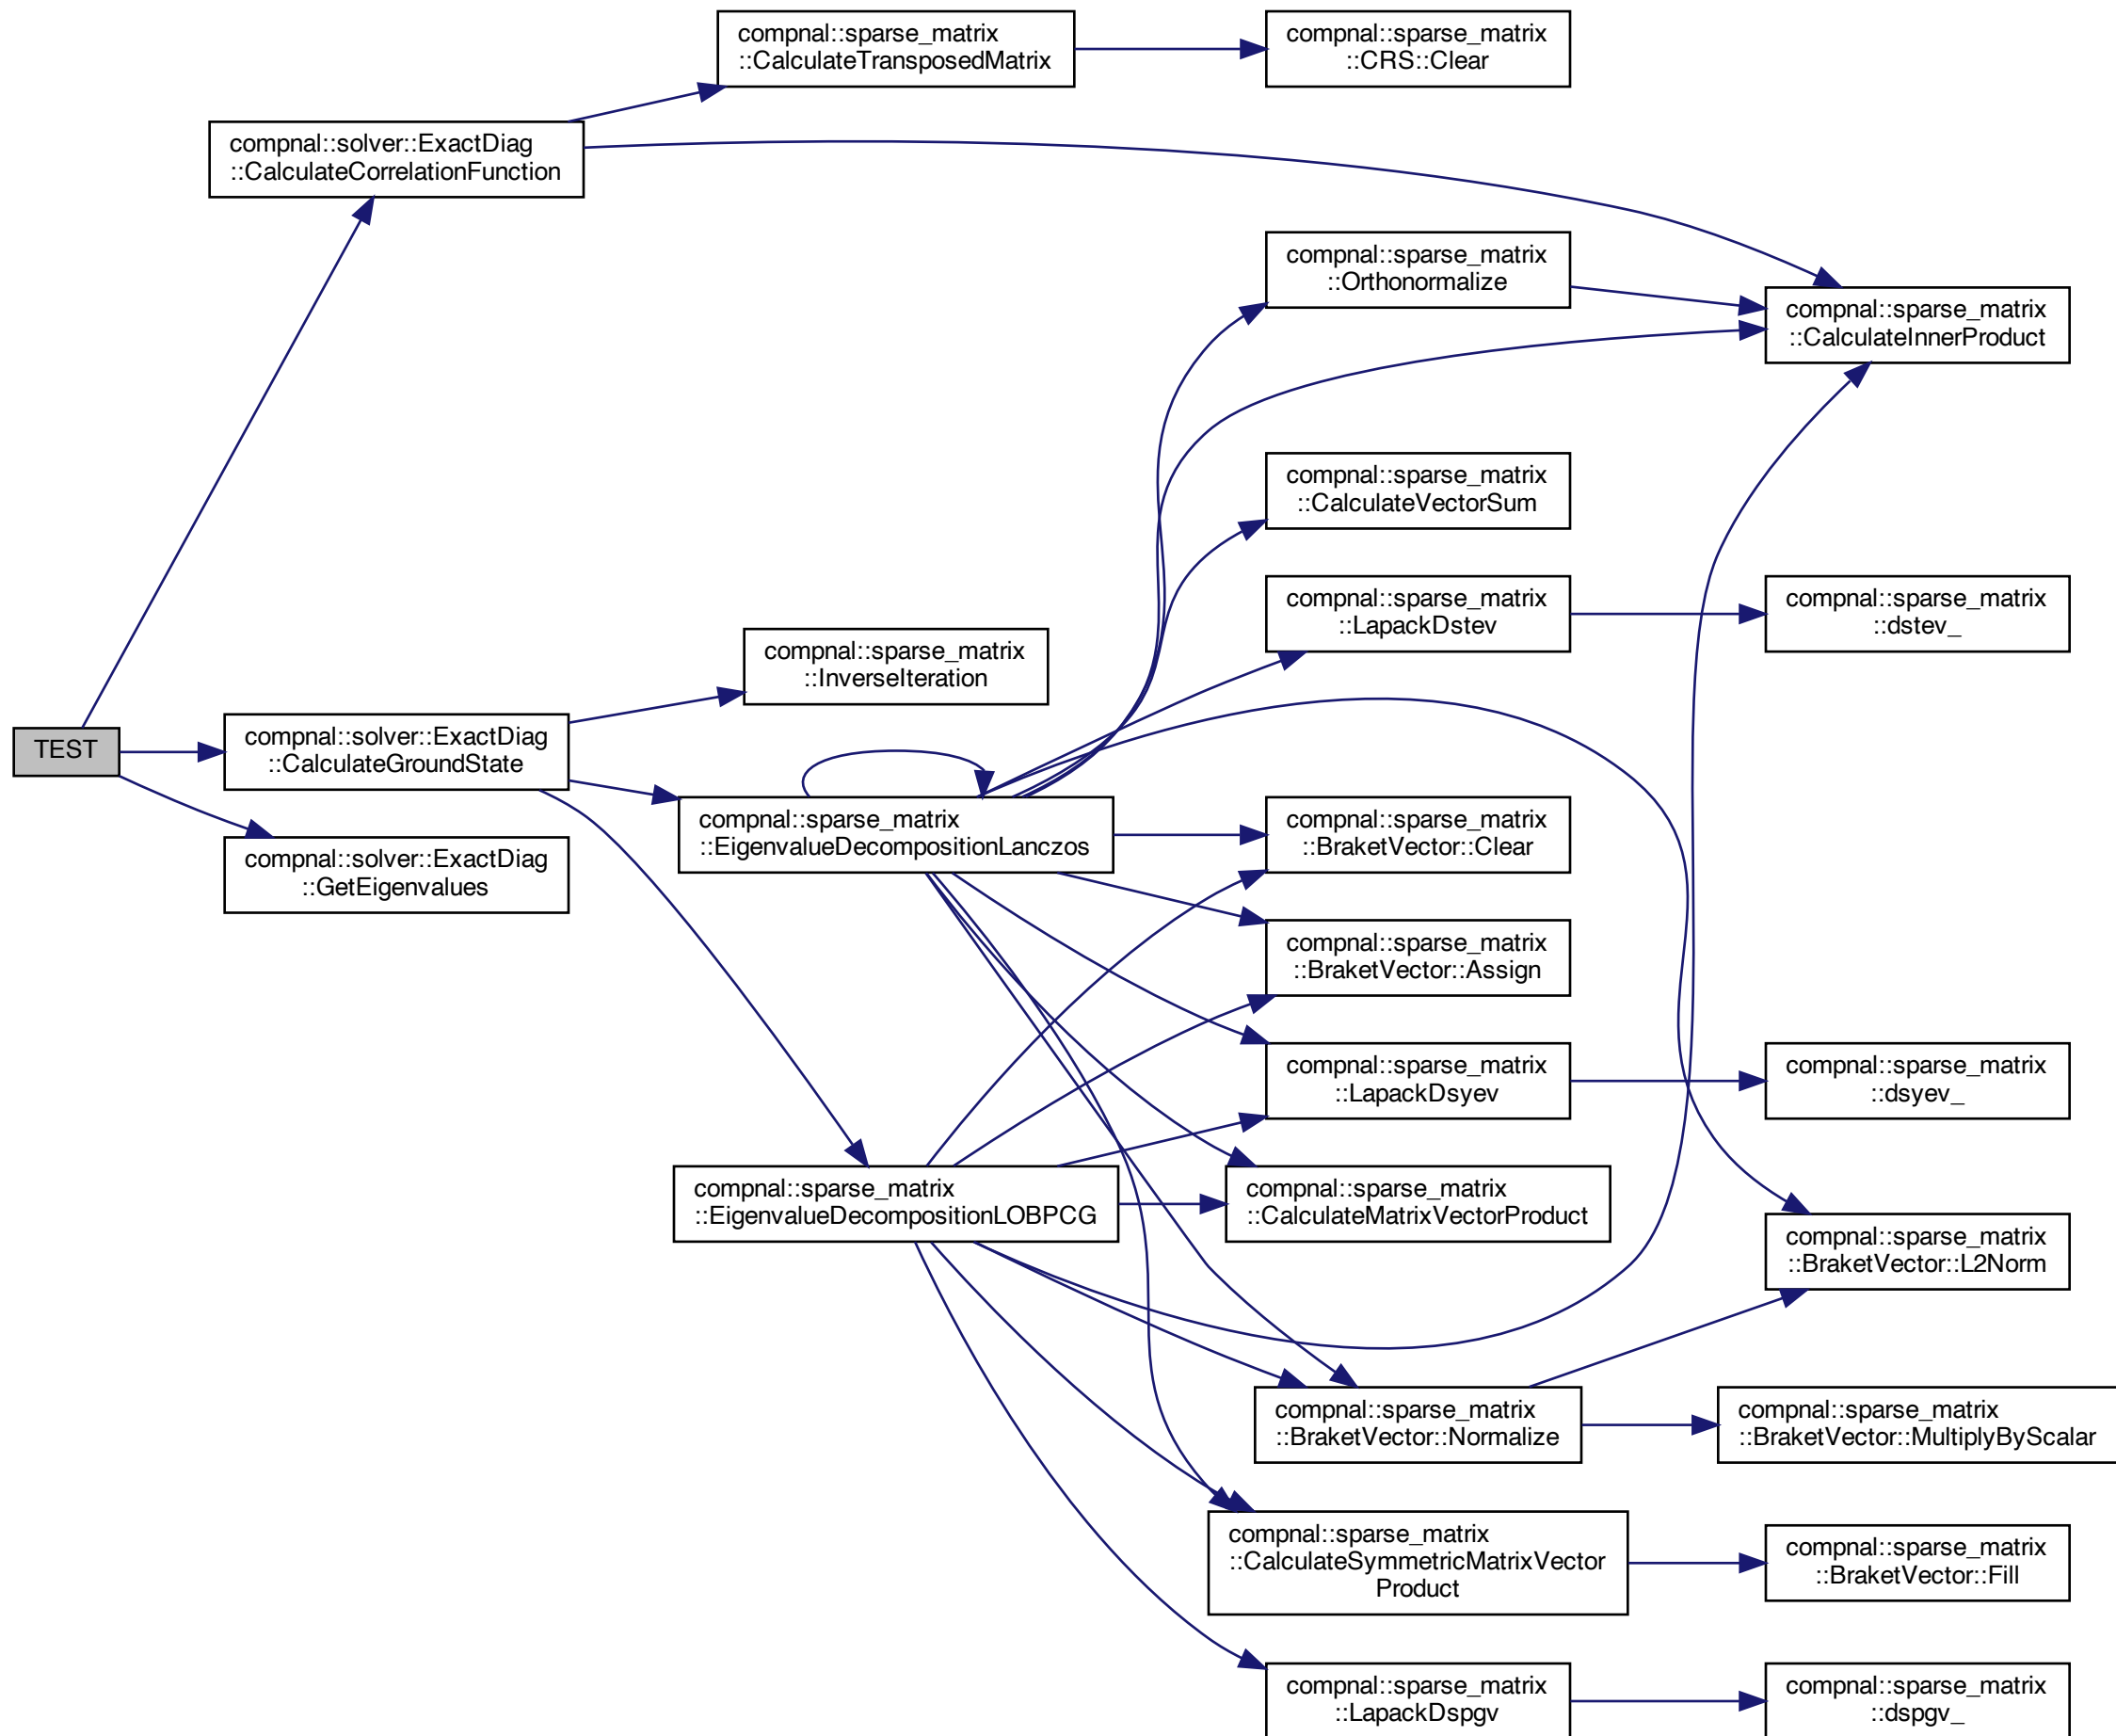 compnal::sparse_matrix
::CalculateTransposedMatrix
compnal::sparse_matrix
::CRS::Clear
compnal::solver::ExactDiag
::CalculateCorrelationFunction
compnal::sparse_matrix
::Orthonormalize
compnal::sparse_matrix
::CalculateInnerProduct
compnal::sparse_matrix
::CalculateVectorSum
compnal::sparse_matrix
::LapackDstev
compnal::sparse_matrix
::dstev_
compnal::sparse_matrix
::InverseIteration
TEST
compnal::solver::ExactDiag
::CalculateGroundState
compnal::sparse_matrix
::EigenvalueDecompositionLanczos
compnal::sparse_matrix
::BraketVector::Clear
compnal::solver::ExactDiag
::GetEigenvalues
compnal::sparse_matrix
::BraketVector::Assign
compnal::sparse_matrix
::LapackDsyev
compnal::sparse_matrix
::dsyev_
compnal::sparse_matrix
::EigenvalueDecompositionLOBPCG
compnal::sparse_matrix
::CalculateMatrixVectorProduct
compnal::sparse_matrix
::BraketVector::L2Norm
compnal::sparse_matrix
::BraketVector::Normalize
compnal::sparse_matrix
::BraketVector::MultiplyByScalar
compnal::sparse_matrix
::CalculateSymmetricMatrixVector
Product
compnal::sparse_matrix
::BraketVector::Fill
compnal::sparse_matrix
::LapackDspgv
compnal::sparse_matrix
::dspgv_